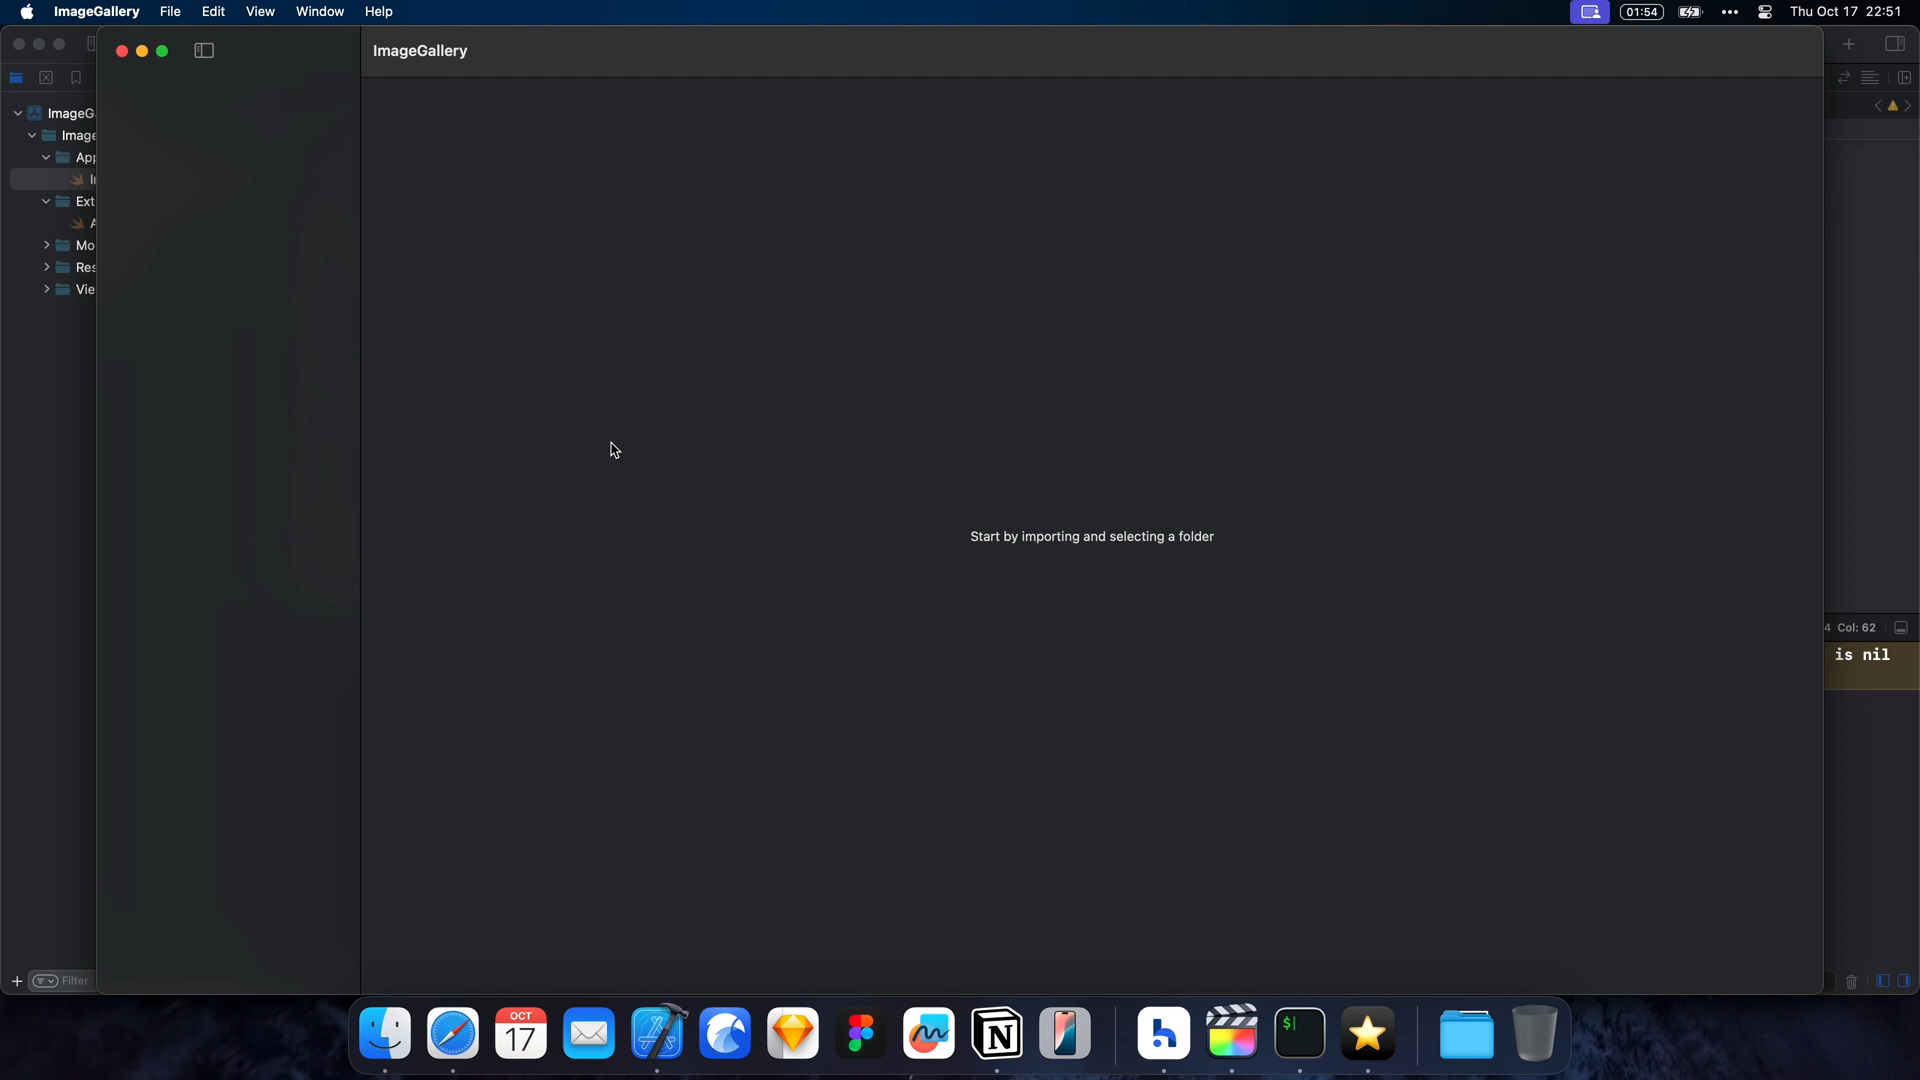 ImageGallery File Edit View Window Help
01:54
Thu Oct 17 22:51
ImageGallery
ImageG
Image
App
Ext
A
Mo
Res
Vie
Start by importing and selecting a folder
4 Col: 62
is nil
Filter
OCT
17
$